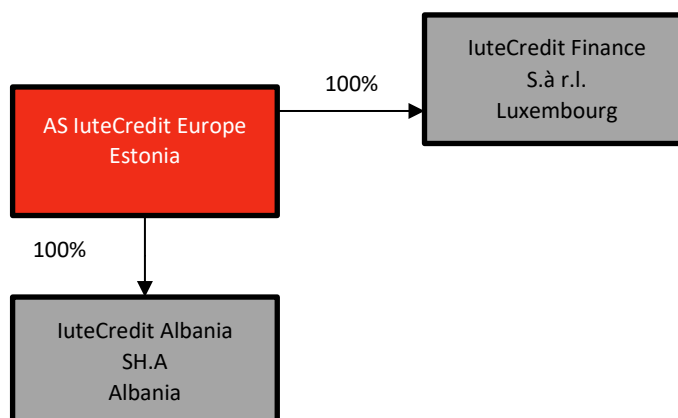 IuteCredit Finance
S.à r.l.
Luxembourg
100%
AS IuteCredit Europe
Estonia
100%
IuteCredit Albania
SH.A
Albania